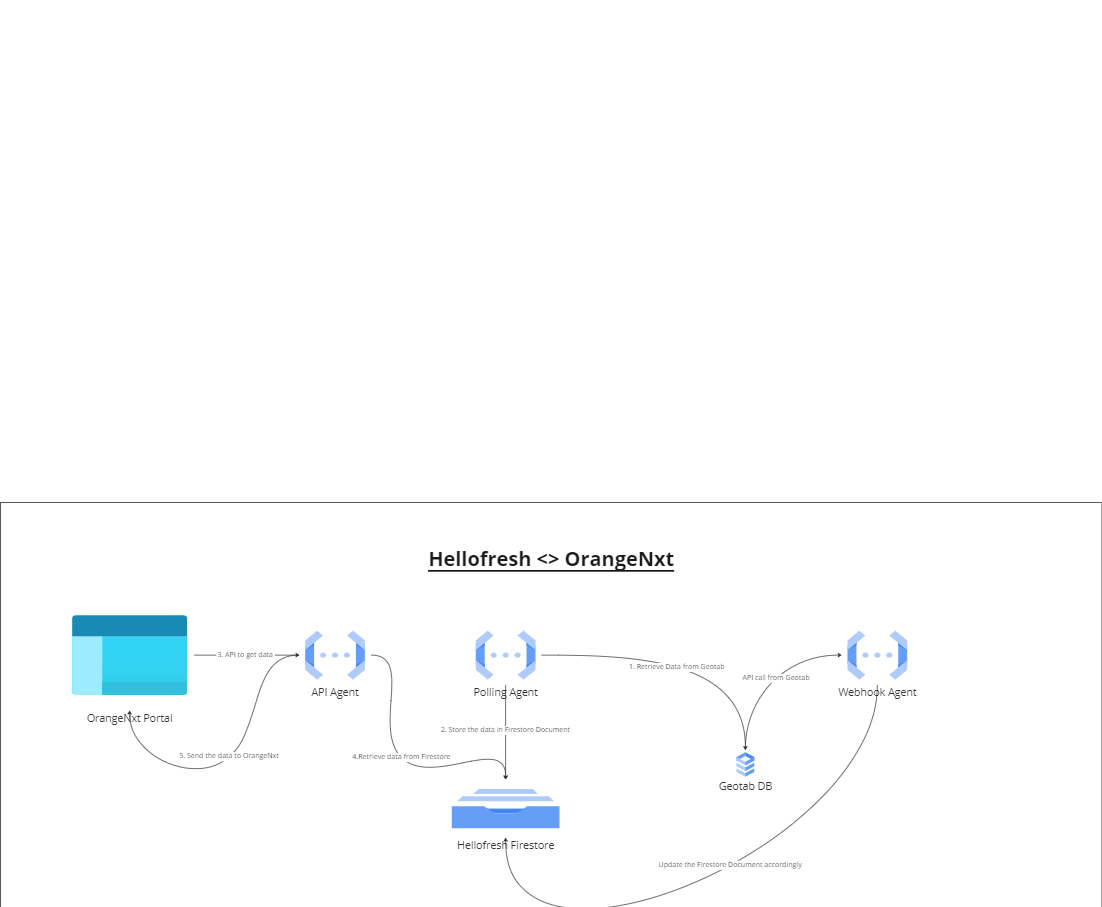 Hellofresh <> OrangeNxt
3. API to get data
1. Retrieve Data from Geotab
API call from Geotab
API Agent
Polling Agent
Webhook Agent
OrangeNxt Portal
2. Store the data in Firestore Document
5. Send the data to OrangeNxt
4.Retrieve data from Firestore
Geotab DB
Hellofresh Firestore
Update the Firestore Document accordingly